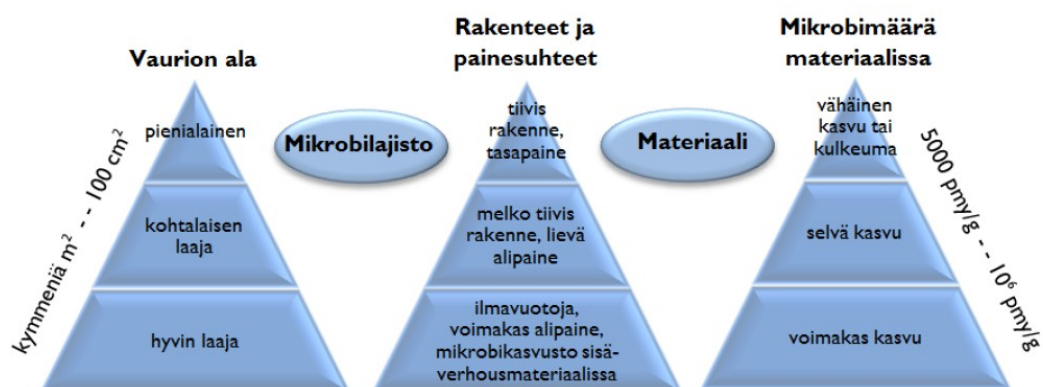 Vaurion ala
pienialainen
kohtalaisen
laaja
hyvin laaja
kymmeniä m² - - - 100 cm²
Mikrobilajisto
Rakenteet ja
painesuhteet
tiivis
rakenne,
tasapaine
melko tiivis
rakenne, lievä
alipaine
ilmavuotoja,
voimakas alipaine,
mikrobikasvusto sisä-
verhousmateriaalissa
Materiaali
Mikrobimäärä
materiaalissa
vähäinen
kasvu tai
kulkeuma
selvä kasvu
voimakas kasvu
5000 pmy/g - - - 10⁶ pmy/g